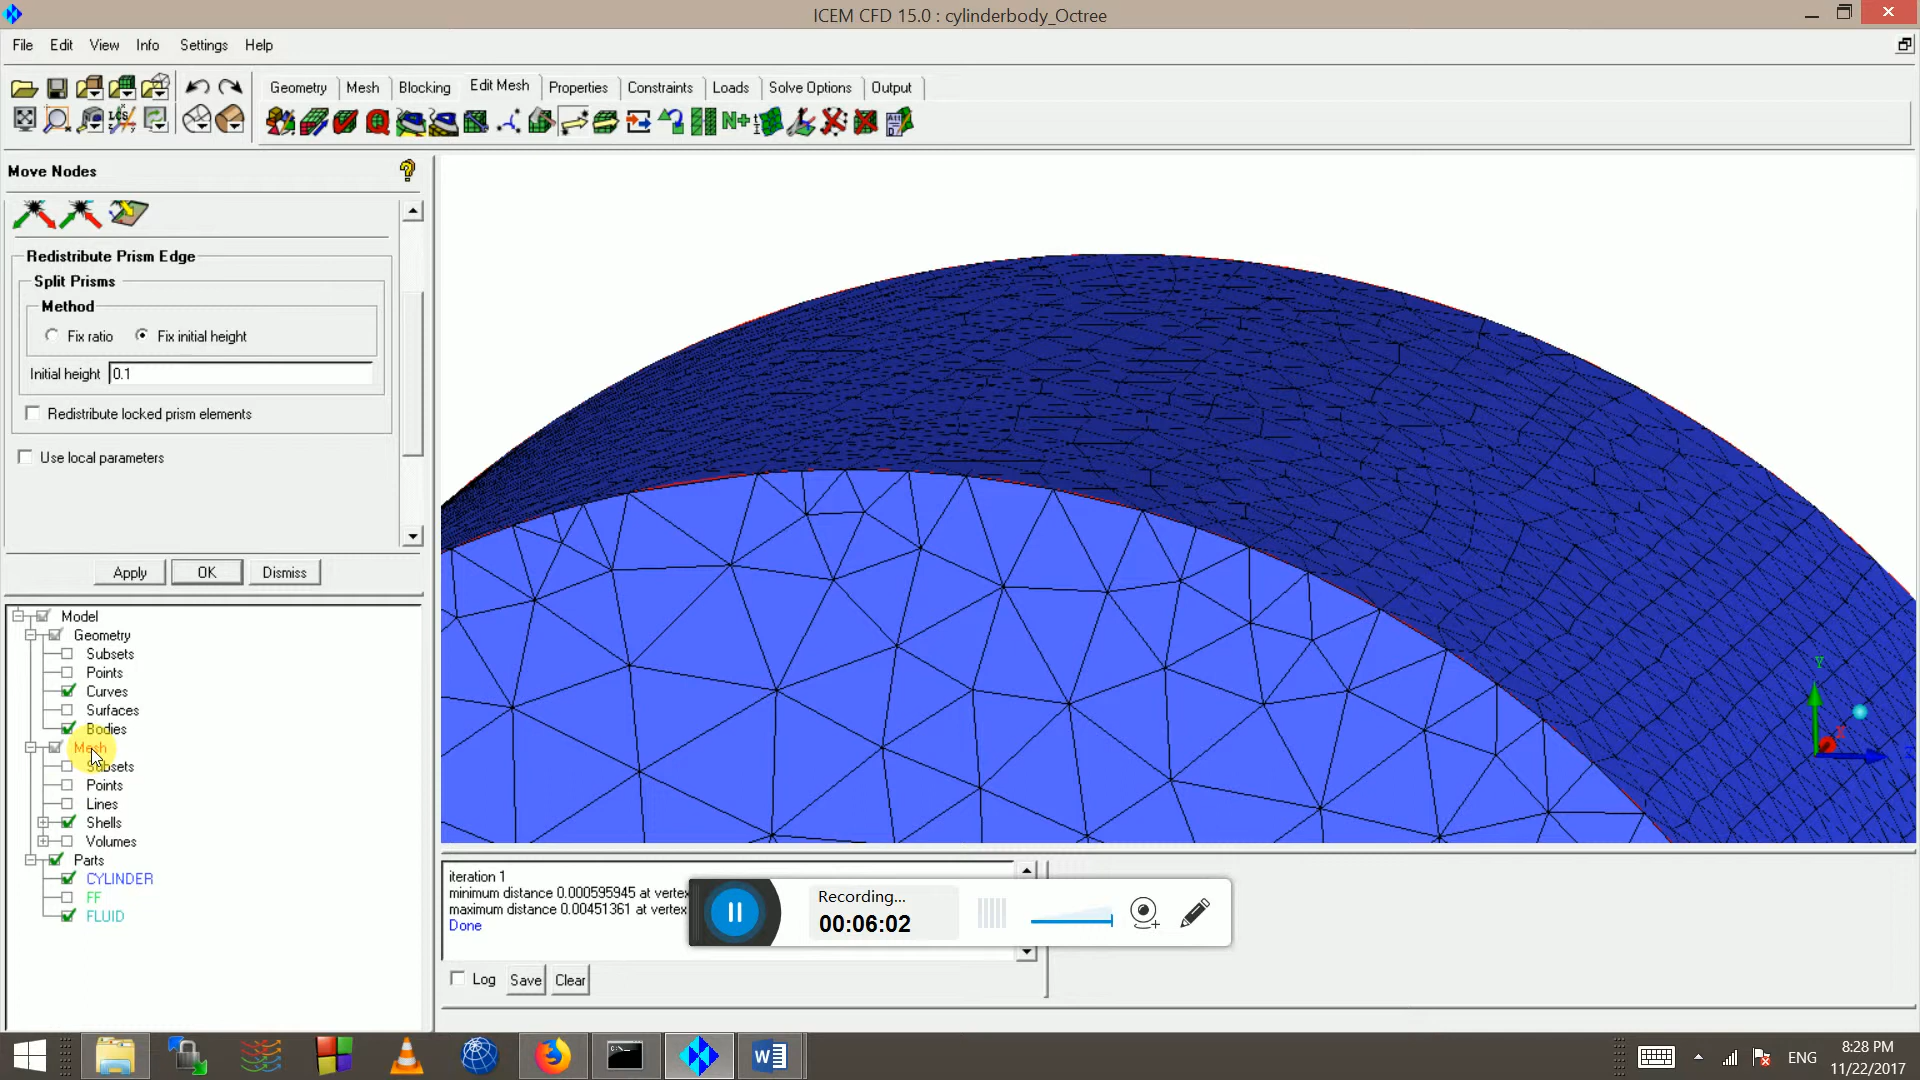 ICEM CFD 15.0 : cylinderbody_Octree
File Edit View Info Settings Help
Geometry Mesh Blocking Edit Mesh Properties Constraints Loads Solve Options Output
Move Nodes
Redistribute Prism Edge
Split Prisms
Method
Fix ratio Fix initial height
Initial height 0.1
Redistribute locked prism elements
Use local parameters
Apply OK Dismiss
Model
Geometry
Subsets
Points
Curves
Surfaces
Bodies
Mesh
Subsets
Points
Lines
Shells
Volumes
Parts
CYLINDER
FF
FLUID
Y
X
iteration 1
minimum distance 0.000595945 at vertex
maximum distance 0.00451361 at vertex
Done
Recording...
00:06:02
Log Save Clear
ENG
8:28 PM
11/22/2017